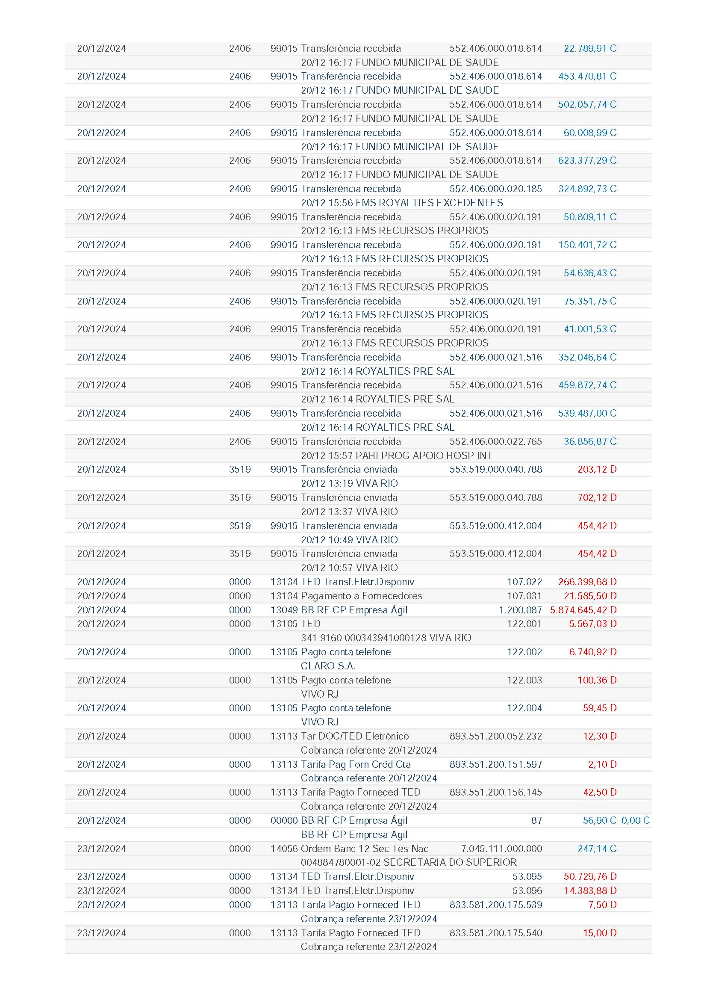 20/12/2024 2406 99015 Transferência recebida 552.406.000.018.614 22.789,91 C
20/12 16:17 FUNDO MUNICIPAL DE SAUDE
20/12/2024 2406 99015 Transferência recebida 552.406.000.018.614 453.470,81 C
20/12 16:17 FUNDO MUNICIPAL DE SAUDE
20/12/2024 2406 99015 Transferência recebida 552.406.000.018.614 502.057,74 C
20/12 16:17 FUNDO MUNICIPAL DE SAUDE
20/12/2024 2406 99015 Transferência recebida 552.406.000.018.614 60.008,99 C
20/12 16:17 FUNDO MUNICIPAL DE SAUDE
20/12/2024 2406 99015 Transferência recebida 552.406.000.018.614 623.377,29 C
20/12 16:17 FUNDO MUNICIPAL DE SAUDE
20/12/2024 2406 99015 Transferência recebida 552.406.000.020.185 324.892,73 C
20/12 15:56 FMS ROYALTIES EXCEDENTES
20/12/2024 2406 99015 Transferência recebida 552.406.000.020.191 50.809,11 C
20/12 16:13 FMS RECURSOS PROPRIOS
20/12/2024 2406 99015 Transferência recebida 552.406.000.020.191 150.401,72 C
20/12 16:13 FMS RECURSOS PROPRIOS
20/12/2024 2406 99015 Transferência recebida 552.406.000.020.191 54.636,43 C
20/12 16:13 FMS RECURSOS PROPRIOS
20/12/2024 2406 99015 Transferência recebida 552.406.000.020.191 75.351,75 C
20/12 16:13 FMS RECURSOS PROPRIOS
20/12/2024 2406 99015 Transferência recebida 552.406.000.020.191 41.001,53 C
20/12 16:13 FMS RECURSOS PROPRIOS
20/12/2024 2406 99015 Transferência recebida 552.406.000.021.516 352.046,64 C
20/12 16:14 ROYALTIES PRE SAL
20/12/2024 2406 99015 Transferência recebida 552.406.000.021.516 459.872,74 C
20/12 16:14 ROYALTIES PRE SAL
20/12/2024 2406 99015 Transferência recebida 552.406.000.021.516 539.487,00 C
20/12 16:14 ROYALTIES PRE SAL
20/12/2024 2406 99015 Transferência recebida 552.406.000.022.765 36.856,87 C
20/12 15:57 PAHI PROG APOIO HOSP INT
20/12/2024 3519 99015 Transferência enviada 553.519.000.040.788 203,12 D
20/12 13:19 VIVA RIO
20/12/2024 3519 99015 Transferência enviada 553.519.000.040.788 702,12 D
20/12 13:37 VIVA RIO
20/12/2024 3519 99015 Transferência enviada 553.519.000.412.004 454,42 D
20/12 10:49 VIVA RIO
20/12/2024 3519 99015 Transferência enviada 553.519.000.412.004 454,42 D
20/12 10:57 VIVA RIO
20/12/2024 0000 13134 TED Transf.Eletr.Disponiv 107.022 266.399,68 D
20/12/2024 0000 13134 Pagamento a Fornecedores 107.031 21.585,50 D
20/12/2024 0000 13049 BB RF CP Empresa Ágil 1.200.087 5.874.645,42 D
20/12/2024 0000 13105 TED 122.001 5.567,03 D
341 9160 000343941000128 VIVA RIO
20/12/2024 0000 13105 Pagto conta telefone 122.002 6.740,92 D
CLARO S.A.
20/12/2024 0000 13105 Pagto conta telefone 122.003 100,36 D
VIVO RJ
20/12/2024 0000 13105 Pagto conta telefone 122.004 59,45 D
VIVO RJ
20/12/2024 0000 13113 Tar DOC/TED Eletrônico 893.551.200.052.232 12,30 D
Cobrança referente 20/12/2024
20/12/2024 0000 13113 Tarifa Pag Forn Créd Cta 893.551.200.151.597 2,10 D
Cobrança referente 20/12/2024
20/12/2024 0000 13113 Tarifa Pagto Forneced TED 893.551.200.156.145 42,50 D
Cobrança referente 20/12/2024
20/12/2024 0000 00000 BB RF CP Empresa Ágil 87 56,90 C 0,00 C
BB RF CP Empresa Agil
23/12/2024 0000 14056 Ordem Banc 12 Sec Tes Nac 7.045.111.000.000 247,14 C
004884780001-02 SECRETARIA DO SUPERIOR
23/12/2024 0000 13134 TED Transf.Eletr.Disponiv 53.095 50.729,76 D
23/12/2024 0000 13134 TED Transf.Eletr.Disponiv 53.096 14.383,88 D
23/12/2024 0000 13113 Tarifa Pagto Forneced TED 833.581.200.175.539 7,50 D
Cobrança referente 23/12/2024
23/12/2024 0000 13113 Tarifa Pagto Forneced TED 833.581.200.175.540 15,00 D
Cobrança referente 23/12/2024